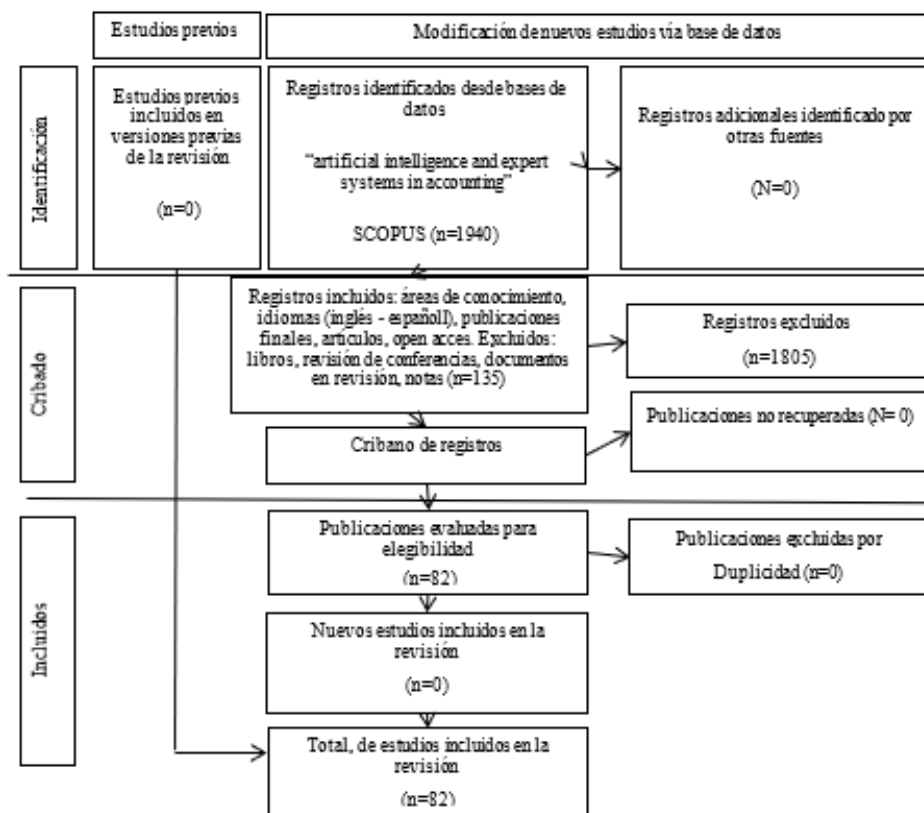 Estudios previos
Modificación de nuevos estudios vía base de datos
Identificación
Estudios previos
incluidos en
versiones previas
de la revisión
(n=0)
Registros identificados desde bases de
datos
“artificial intelligence and expert
systems in accounting”
SCOPUS (n=1940)
Registros adicionales identificado por
otras fuentes
(N=0)
Cribado
Registros incluidos: áreas de conocimiento,
idiomas (inglés - españolI), publicaciones
finales, artículos, open acces. Excluidos:
libros, revisión de conferencias, documentos
en revisión, notas (n=135)
Registros excluidos
(n=1805)
Publicaciones no recuperadas (N= 0)
Cribano de registros
Incluidos
Publicaciones evaluadas para
elegibilidad
(n=82)
Publicaciones excluidas por
Duplicidad (n=0)
Nuevos estudios incluidos en la
revisión
(n=0)
Total, de estudios incluidos en la
revisión
(n=82)